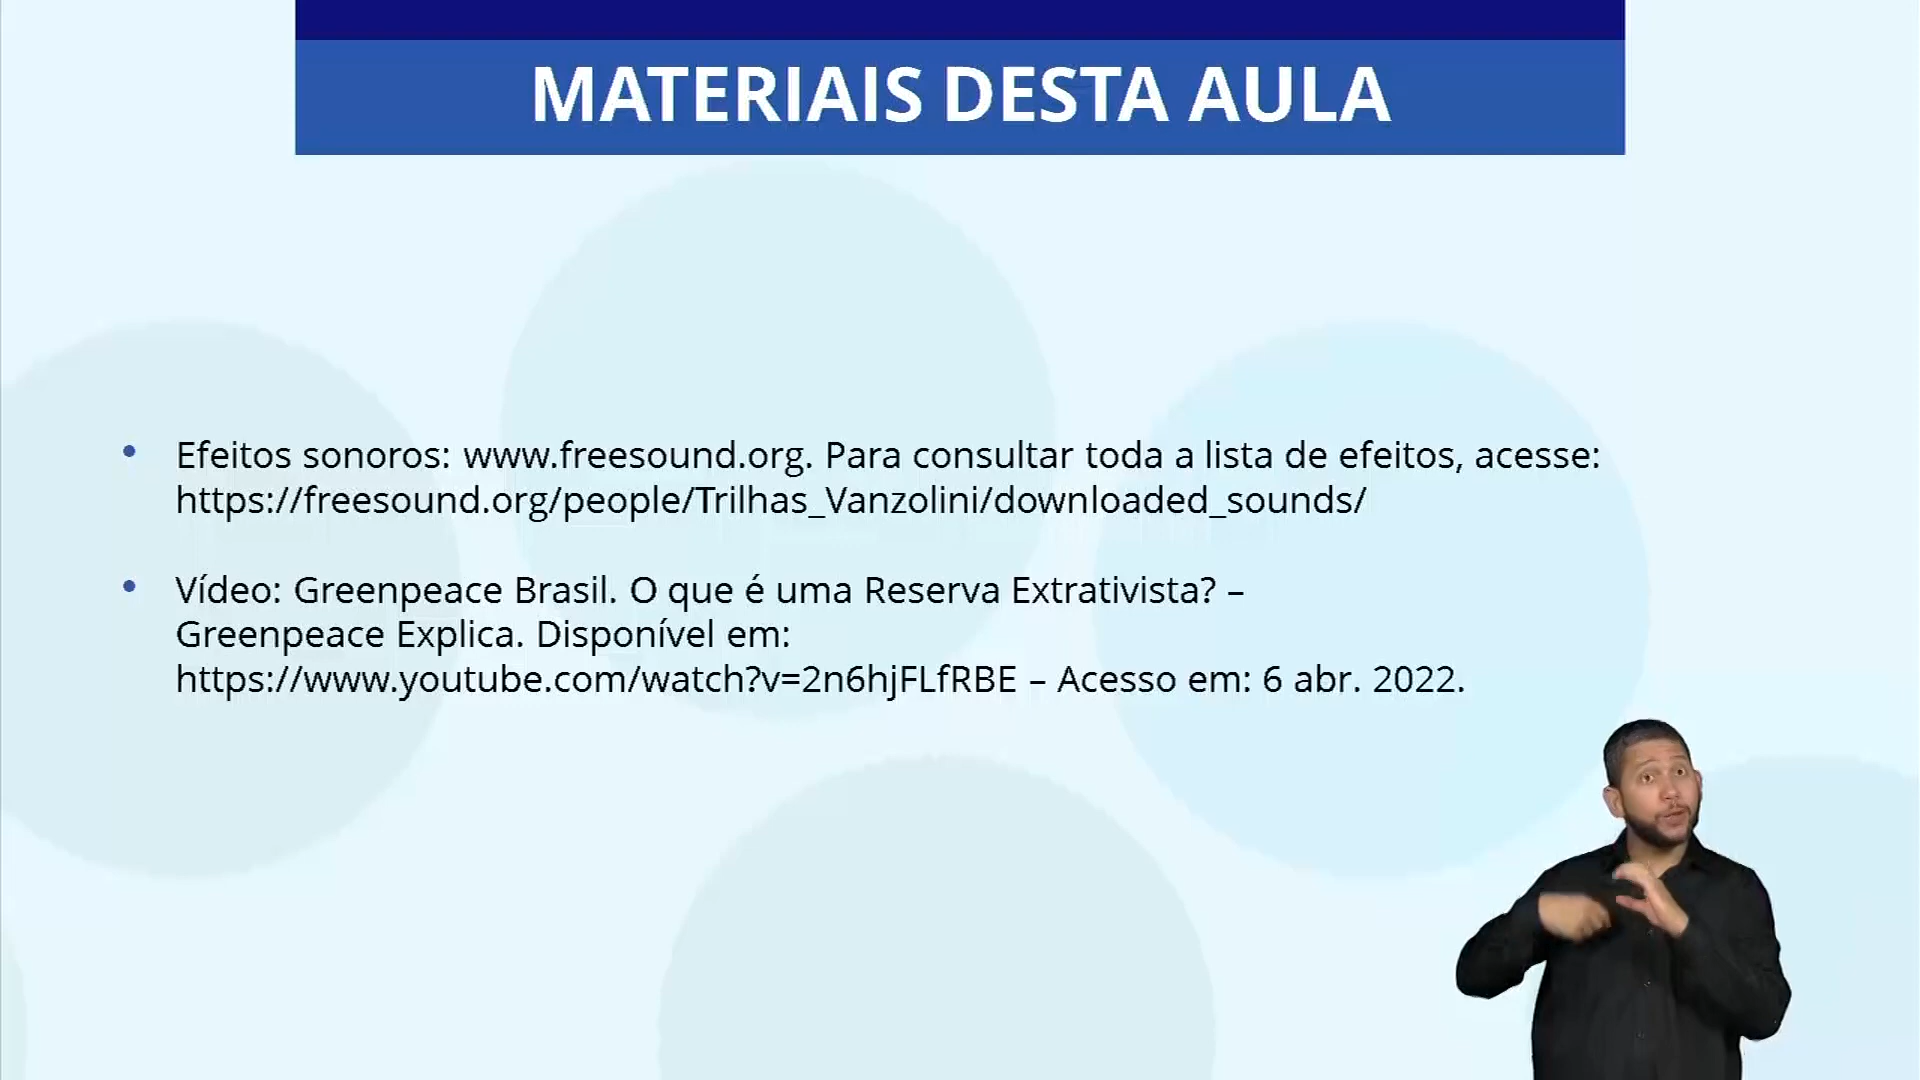 MATERIAIS DESTA AULA
• Efeitos sonoros: www.freesound.org. Para consultar toda a lista de efeitos, acesse:
https://freesound.org/people/Trilhas_Vanzolini/downloaded_sounds/
• Vídeo: Greenpeace Brasil. O que é uma Reserva Extrativista? –
Greenpeace Explica. Disponível em:
https://www.youtube.com/watch?v=2n6hjFLfRBE – Acesso em: 6 abr. 2022.